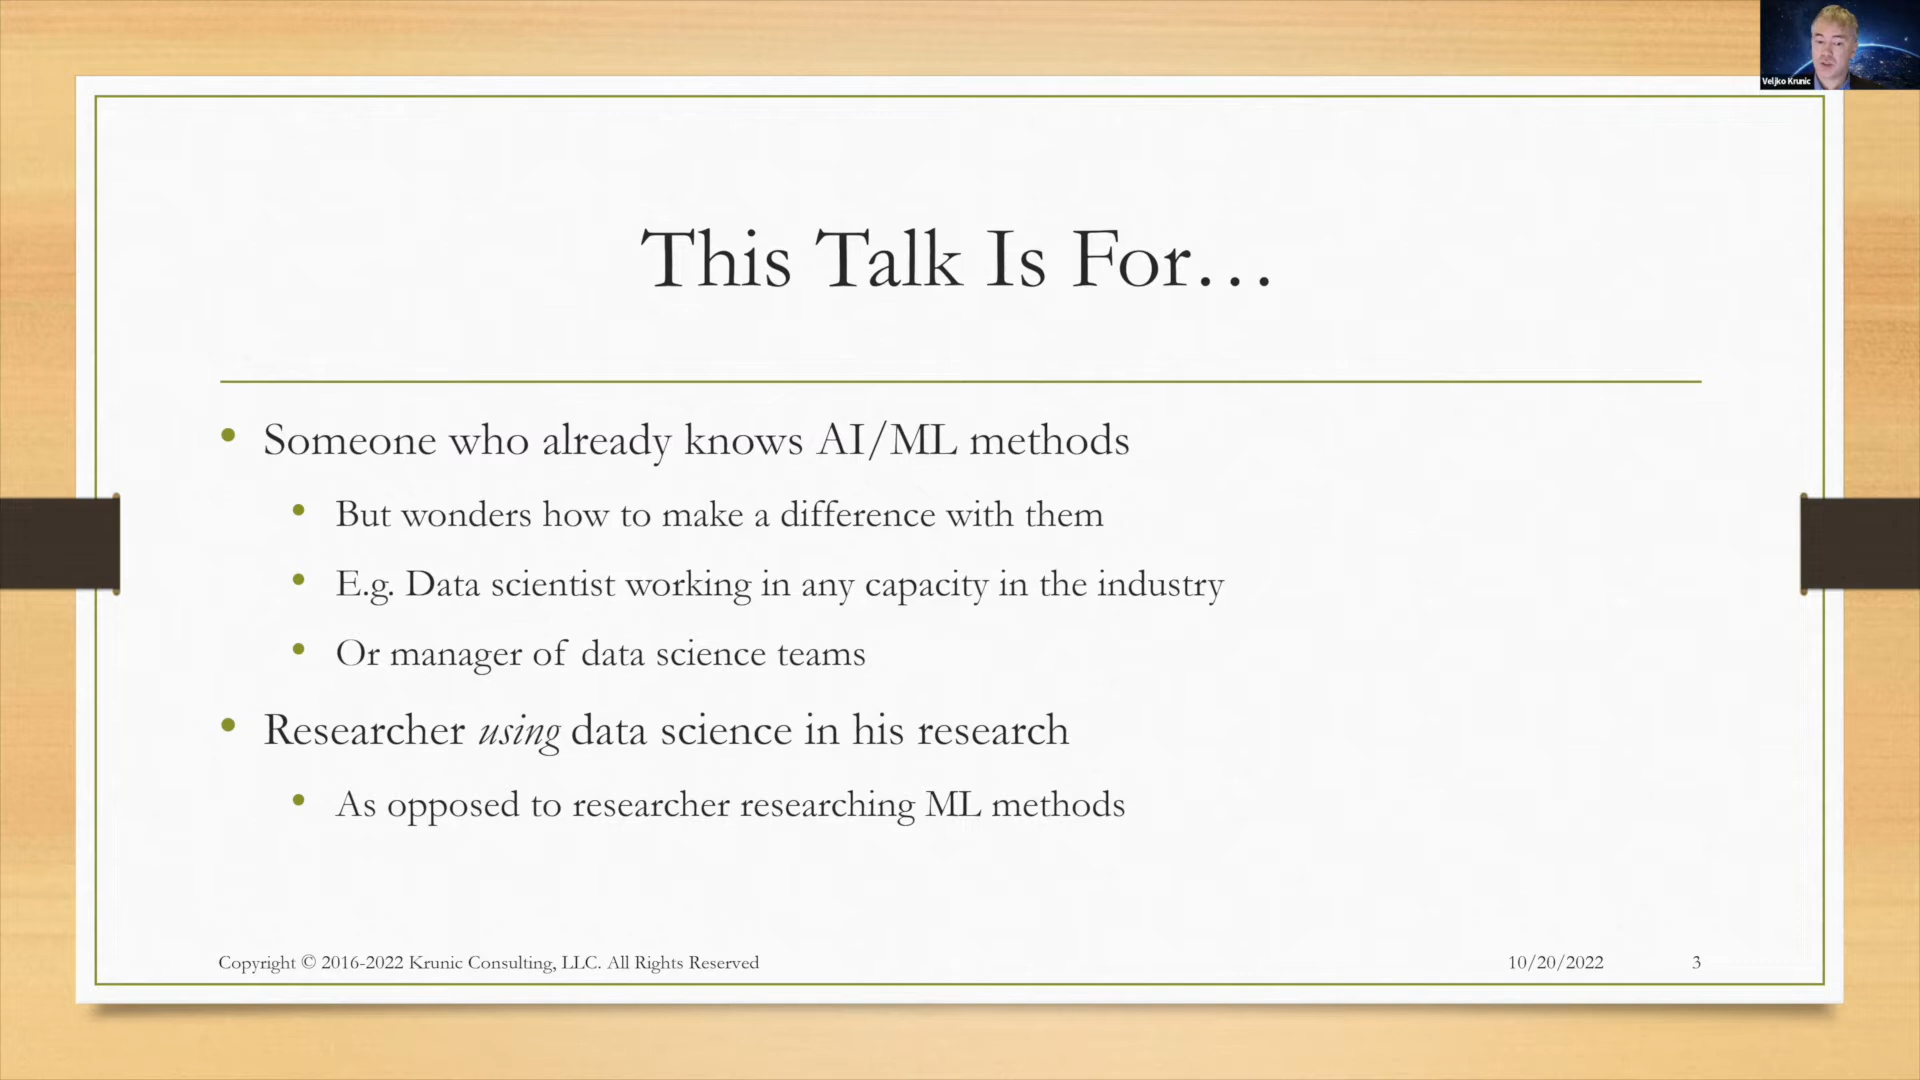 Veljko Krunic
This Talk Is For…
• Someone who already knows AI/ML methods
• But wonders how to make a difference with them
• E.g. Data scientist working in any capacity in the industry
• Or manager of data science teams
• Researcher using data science in his research
• As opposed to researcher researching ML methods
Copyright © 2016-2022 Krunic Consulting, LLC. All Rights Reserved
10/20/2022
3